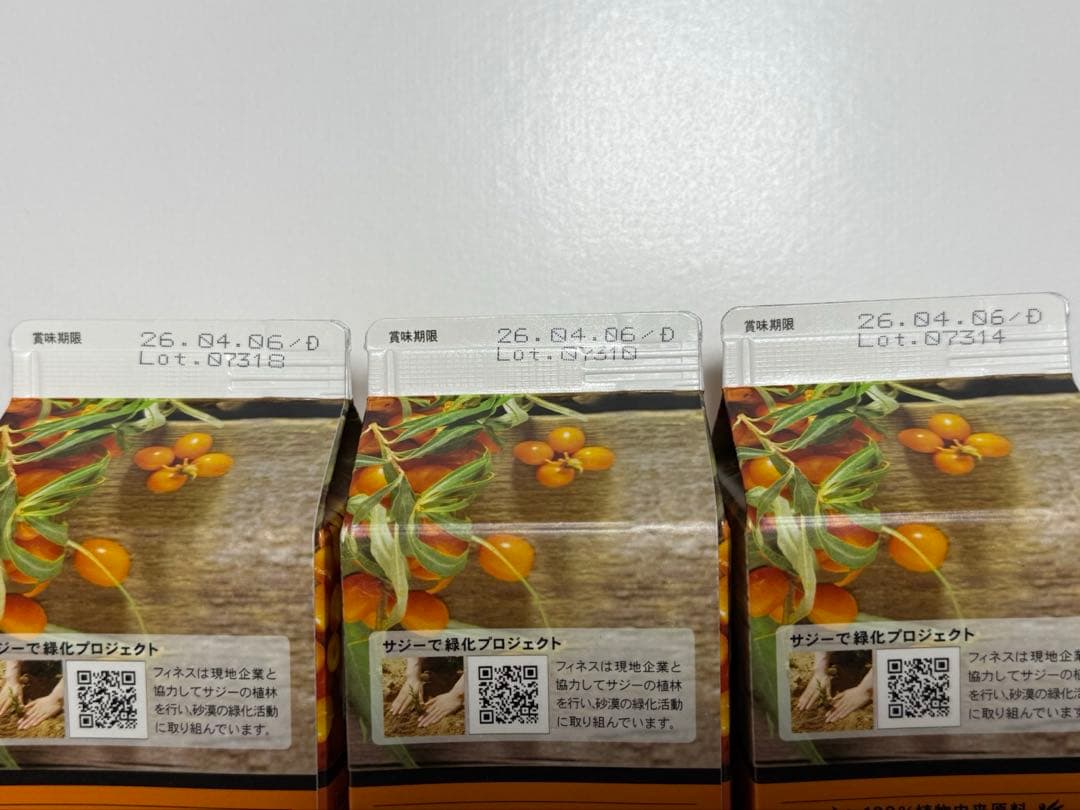 賞味期限
26.04.06/Đ
Lot.07318
賞味期限
26.04.06/Đ
Lot.07310
賞味期限
26.04.06/Đ
Lot.07314
ジーで緑化プロジェクト
フィネスは現地企業と
協力してサジーの植林
を行い、砂漠の緑化活動
に取り組んでいます。
サジーで緑化プロジェクト
フィネスは現地企業と
協力してサジーの植林
を行い、砂漠の緑化活動
に取り組んでいます。
サジーで緑化プロジェクト
フィネスは現地企業
協力してサジーの植
を行い、砂漠の緑化
に取り組んでいます
100%植物由来原料